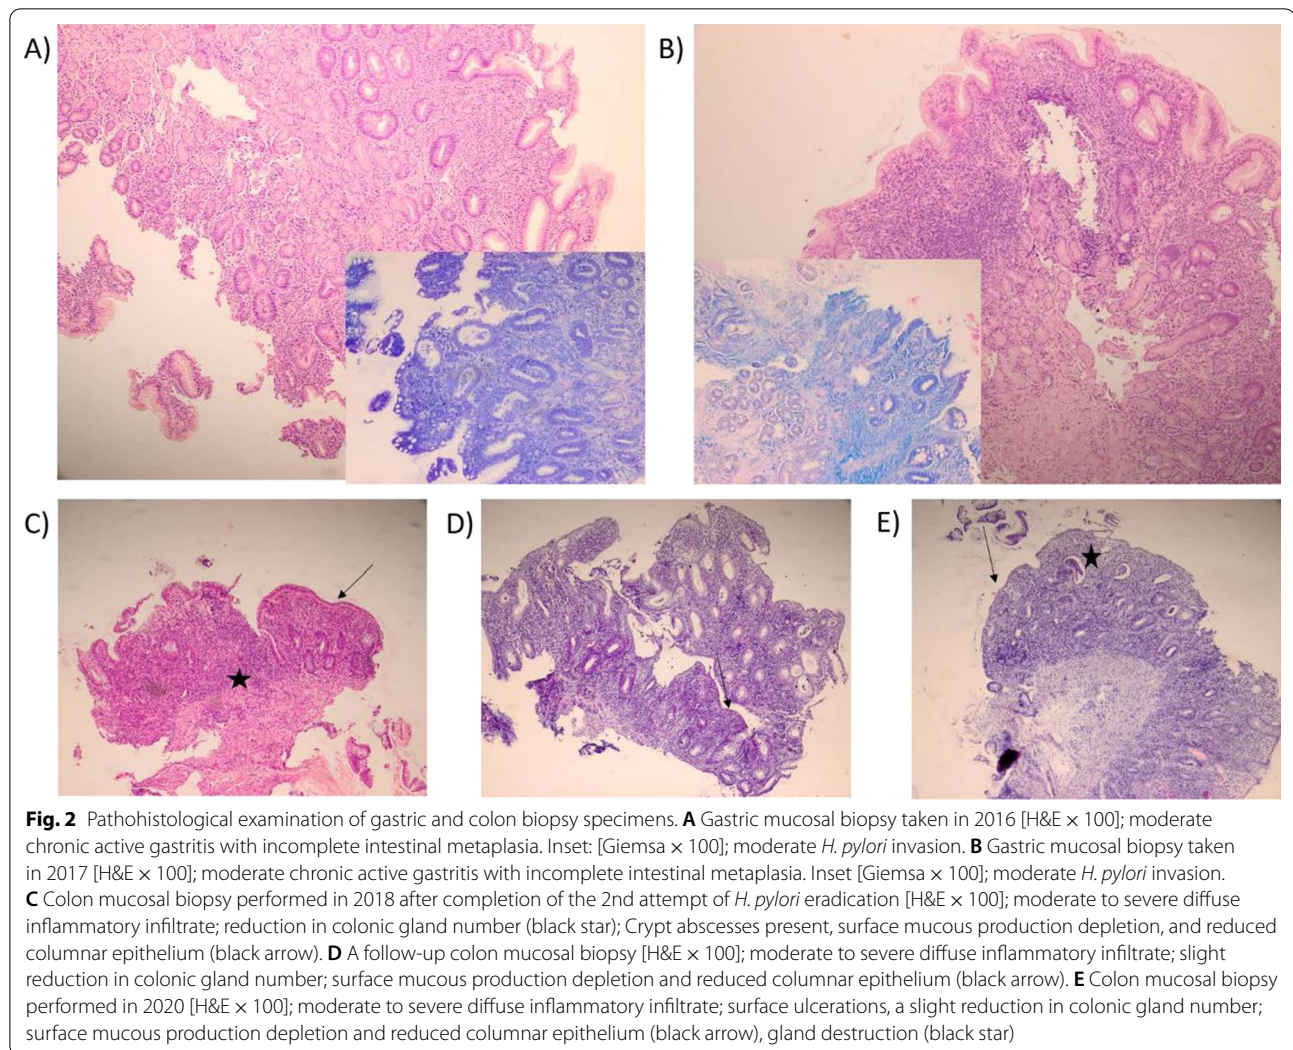 A)
B)
C)
D)
E)
Fig. 2 Pathohistological examination of gastric and colon biopsy specimens. A Gastric mucosal biopsy taken in 2016 [H&E × 100]; moderate
chronic active gastritis with incomplete intestinal metaplasia. Inset: [Giemsa × 100]; moderate H. pylori invasion. B Gastric mucosal biopsy taken
in 2017 [H&E × 100]; moderate chronic active gastritis with incomplete intestinal metaplasia. Inset [Giemsa × 100]; moderate H. pylori invasion.
C Colon mucosal biopsy performed in 2018 after completion of the 2nd attempt of H. pylori eradication [H&E × 100]; moderate to severe diffuse
inflammatory infiltrate; reduction in colonic gland number (black star); Crypt abscesses present, surface mucous production depletion, and reduced
columnar epithelium (black arrow). D A follow-up colon mucosal biopsy [H&E × 100]; moderate to severe diffuse inflammatory infiltrate; slight
reduction in colonic gland number; surface mucous production depletion and reduced columnar epithelium (black arrow). E Colon mucosal biopsy
performed in 2020 [H&E × 100]; moderate to severe diffuse inflammatory infiltrate; surface ulcerations, a slight reduction in colonic gland number;
surface mucous production depletion and reduced columnar epithelium (black arrow), gland destruction (black star)